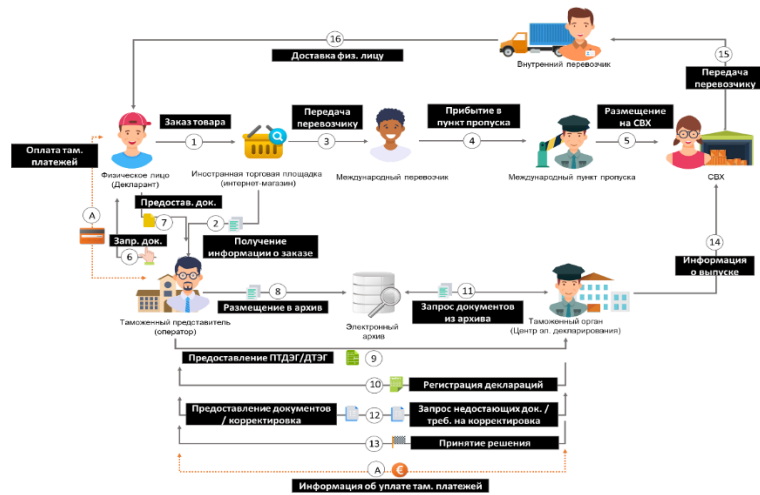 16
Доставка физ. лицу
Внутренний перевозчик
15
Передача
перевозчику
Заказ товара
1
Передача
перевозчику
3
Прибытие в
пункт пропуска
4
Размещение
на СВХ
5
Оплата там.
платежей
Физическое лицо
(Декларант)
Иностранная торговая площадка
(интернет-магазин)
Международный перевозчик
Международный пункт пропуска
СВХ
A
Предостав. док.
7
2
Запр. док.
6
Получение
информации о заказе
14
Информация
о выпуске
8
Размещение в архив
11
Запрос документов
из архива
Таможенный представитель
(оператор)
Электронный
архив
Таможенный орган
(Центр эл. декларирования)
Предоставление ПТДЭГ/ДТЭГ
9
10
Регистрация деклараций
Предоставление документов
/ корректировка
12
Запрос недостающих док. /
треб. на корректировка
13
Принятие решения
A
€
Информация об уплате там. платежей